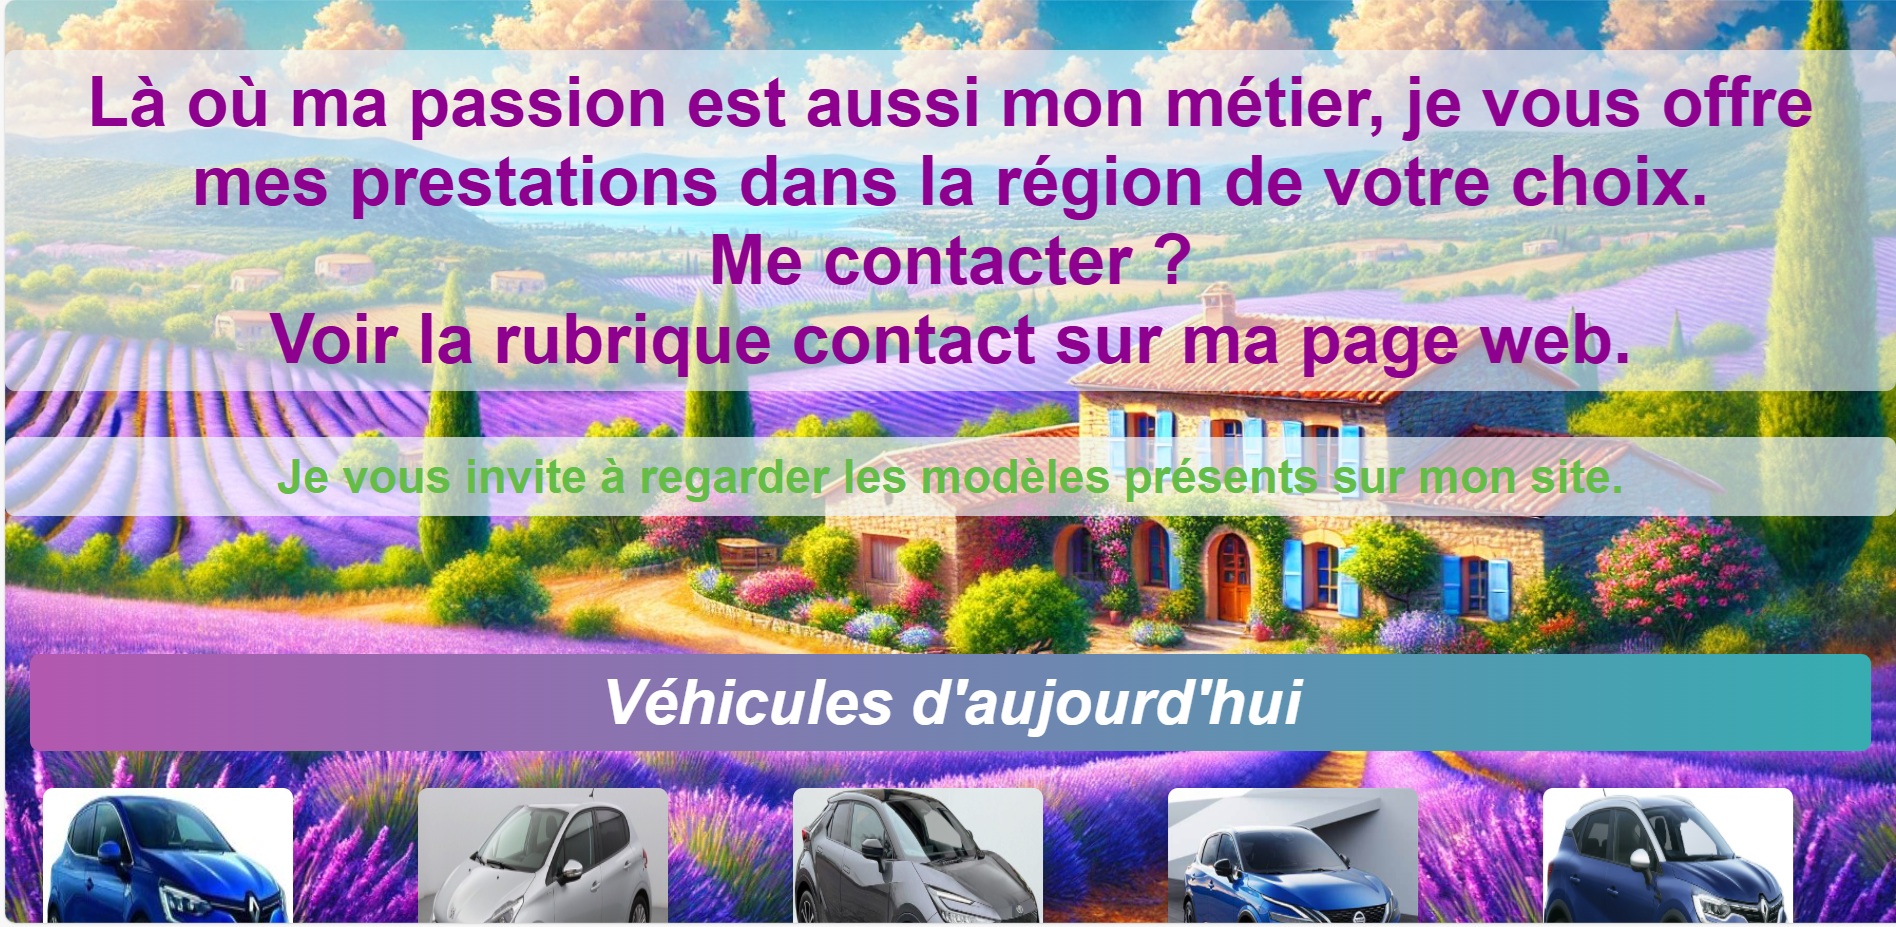 Là où ma passion est aussi mon métier, je vous offre
mes prestations dans la région de votre choix.
Me contacter ?
Voir la rubrique contact sur ma page web.
Je vous invite à regarder les modèles présents sur mon site.
Véhicules d'aujourd'hui